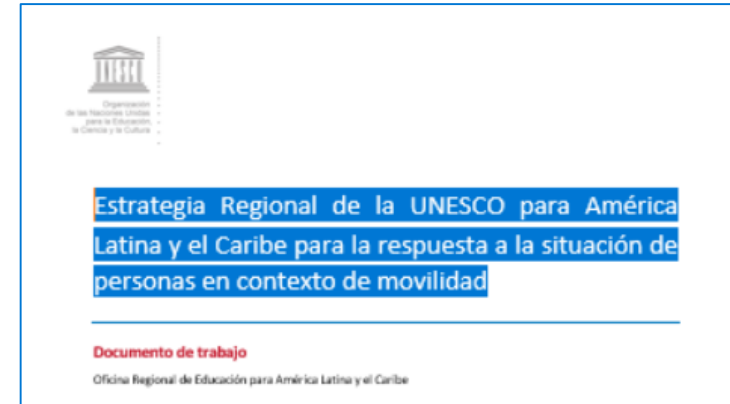 Organización
de las Naciones Unidas
para la Educación,
la Ciencia y la Cultura
Estrategia Regional de la UNESCO para América
Latina y el Caribe para la respuesta a la situación de
personas en contexto de movilidad
Documento de trabajo
Oficina Regional de Educación para América Latina y el Caribe